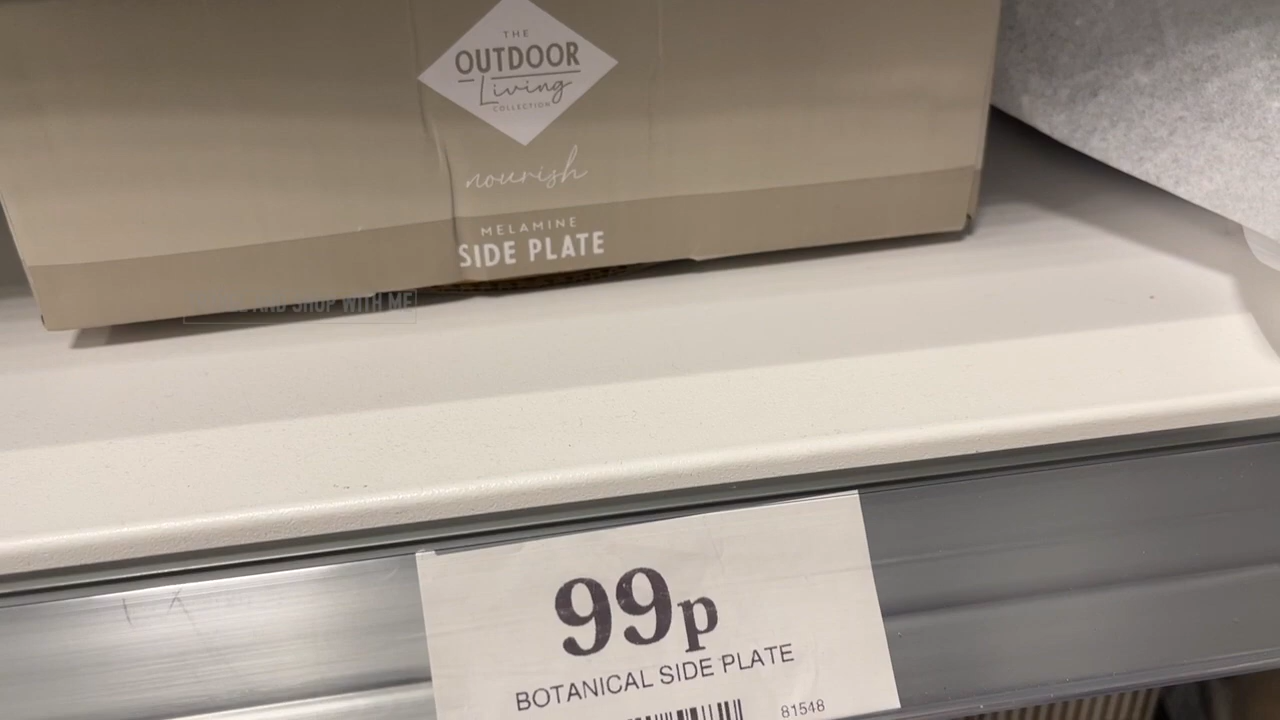 THE
OUTDOOR
Living
COLLECTION
nourish
MELAMINE
SIDE PLATE
AND SHOP WITH ME
99p
BOTANICAL SIDE PLATE
81548